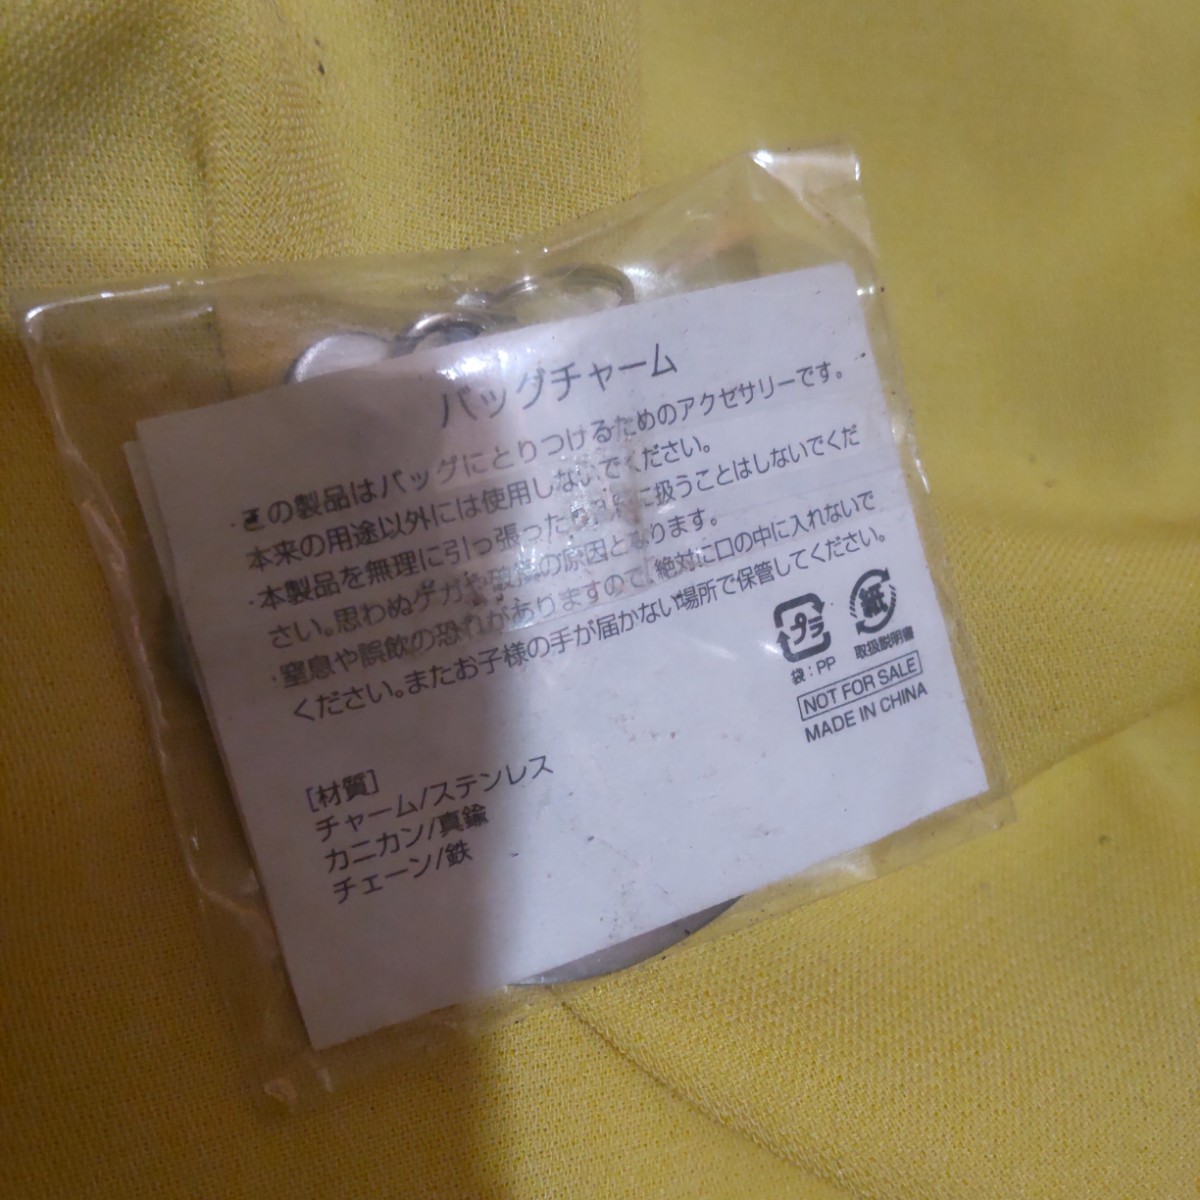 バッグチャーム
・この製品はバッグにとりつけるためのアクセサリーです。
本来の用途以外には使用しないでください。
・本製品を無理に引っ張ったり に扱うことはしないでくだ
さい。思わぬケガや破損の原因となります。
・窒息や誤飲の恐れがありますので、絶対に口の中に入れないで
ください。またお子様の手が届かない場所で保管してください。
プラ
袋：PP
紙
取扱説明書
NOT FOR SALE
MADE IN CHINA
[材質]
チャーム/ステンレス
カニカン/真鍮
チェーン/鉄